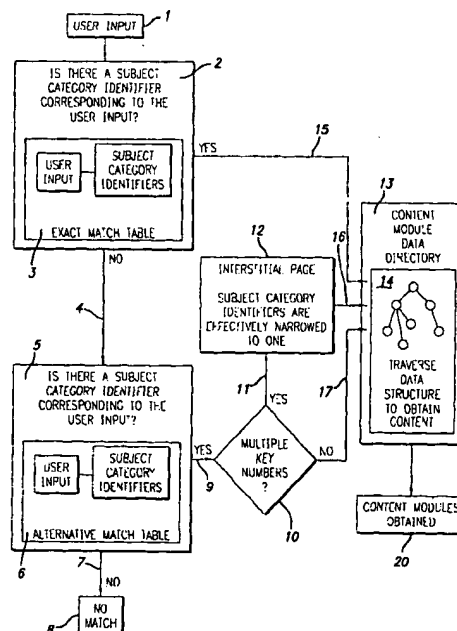 USER INPUT
1
2
IS THERE A SUBJECT
CATEGORY IDENTIFIER
CORRESPONDING TO THE
USER INPUT?
USER
INPUT
SUBJECT
CATEGORY
IDENTIFIERS
EXACT MATCH TABLE
3
YES
15
NO
4
5
IS THERE A SUBJECT
CATEGORY IDENTIFIER
CORRESPONDING TO THE
USER INPUT?
USER
INPUT
SUBJECT
CATEGORY
IDENTIFIERS
ALTERNATIVE MATCH TABLE
6
7
NO
NO
MATCH
8
YES
9
MULTIPLE
KEY
NUMBERS
?
10
YES
11
NO
17
12
INTERSTITIAL PAGE
SUBJECT CATEGORY
IDENTIFIERS ARE
EFFECTIVELY NARROWED
TO ONE
16
13
CONTENT
MODULE
DATA
DIRECTORY
14
TRAVERSE
DATA
STRUCTURE
TO OBTAIN
CONTENT
CONTENT MODULES
OBTAINED
20